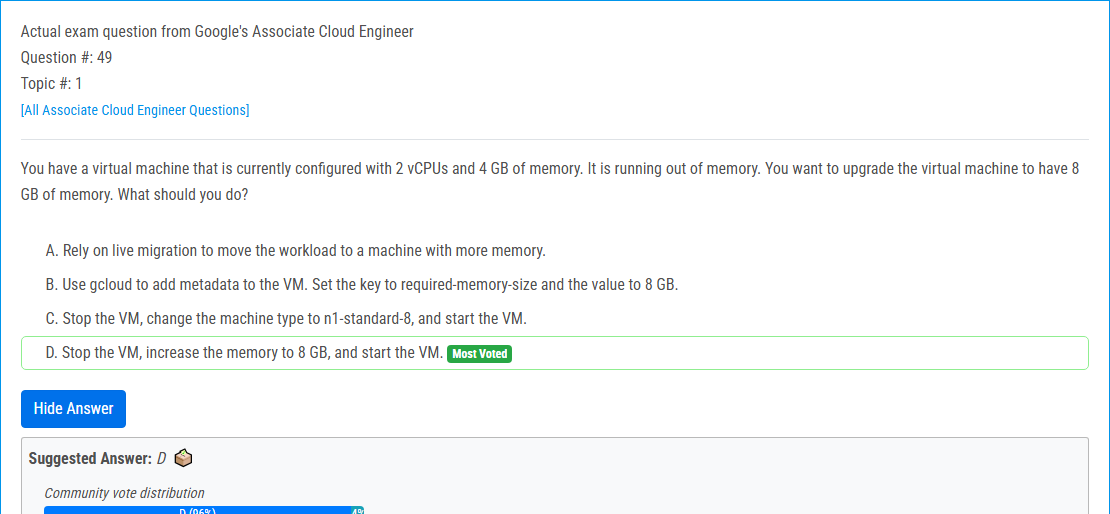 Actual exam question from Google's Associate Cloud Engineer
Question #: 49
Topic #: 1
[All Associate Cloud Engineer Questions]
You have a virtual machine that is currently configured with 2 vCPUs and 4 GB of memory. It is running out of memory. You want to upgrade the virtual machine to have 8
GB of memory. What should you do?
A. Rely on live migration to move the workload to a machine with more memory.
B. Use gcloud to add metadata to the VM. Set the key to required-memory-size and the value to 8 GB.
C. Stop the VM, change the machine type to n1-standard-8, and start the VM.
D. Stop the VM, increase the memory to 8 GB, and start the VM. Most Voted
Hide Answer
Suggested Answer: D
Community vote distribution
D (96%) 4%